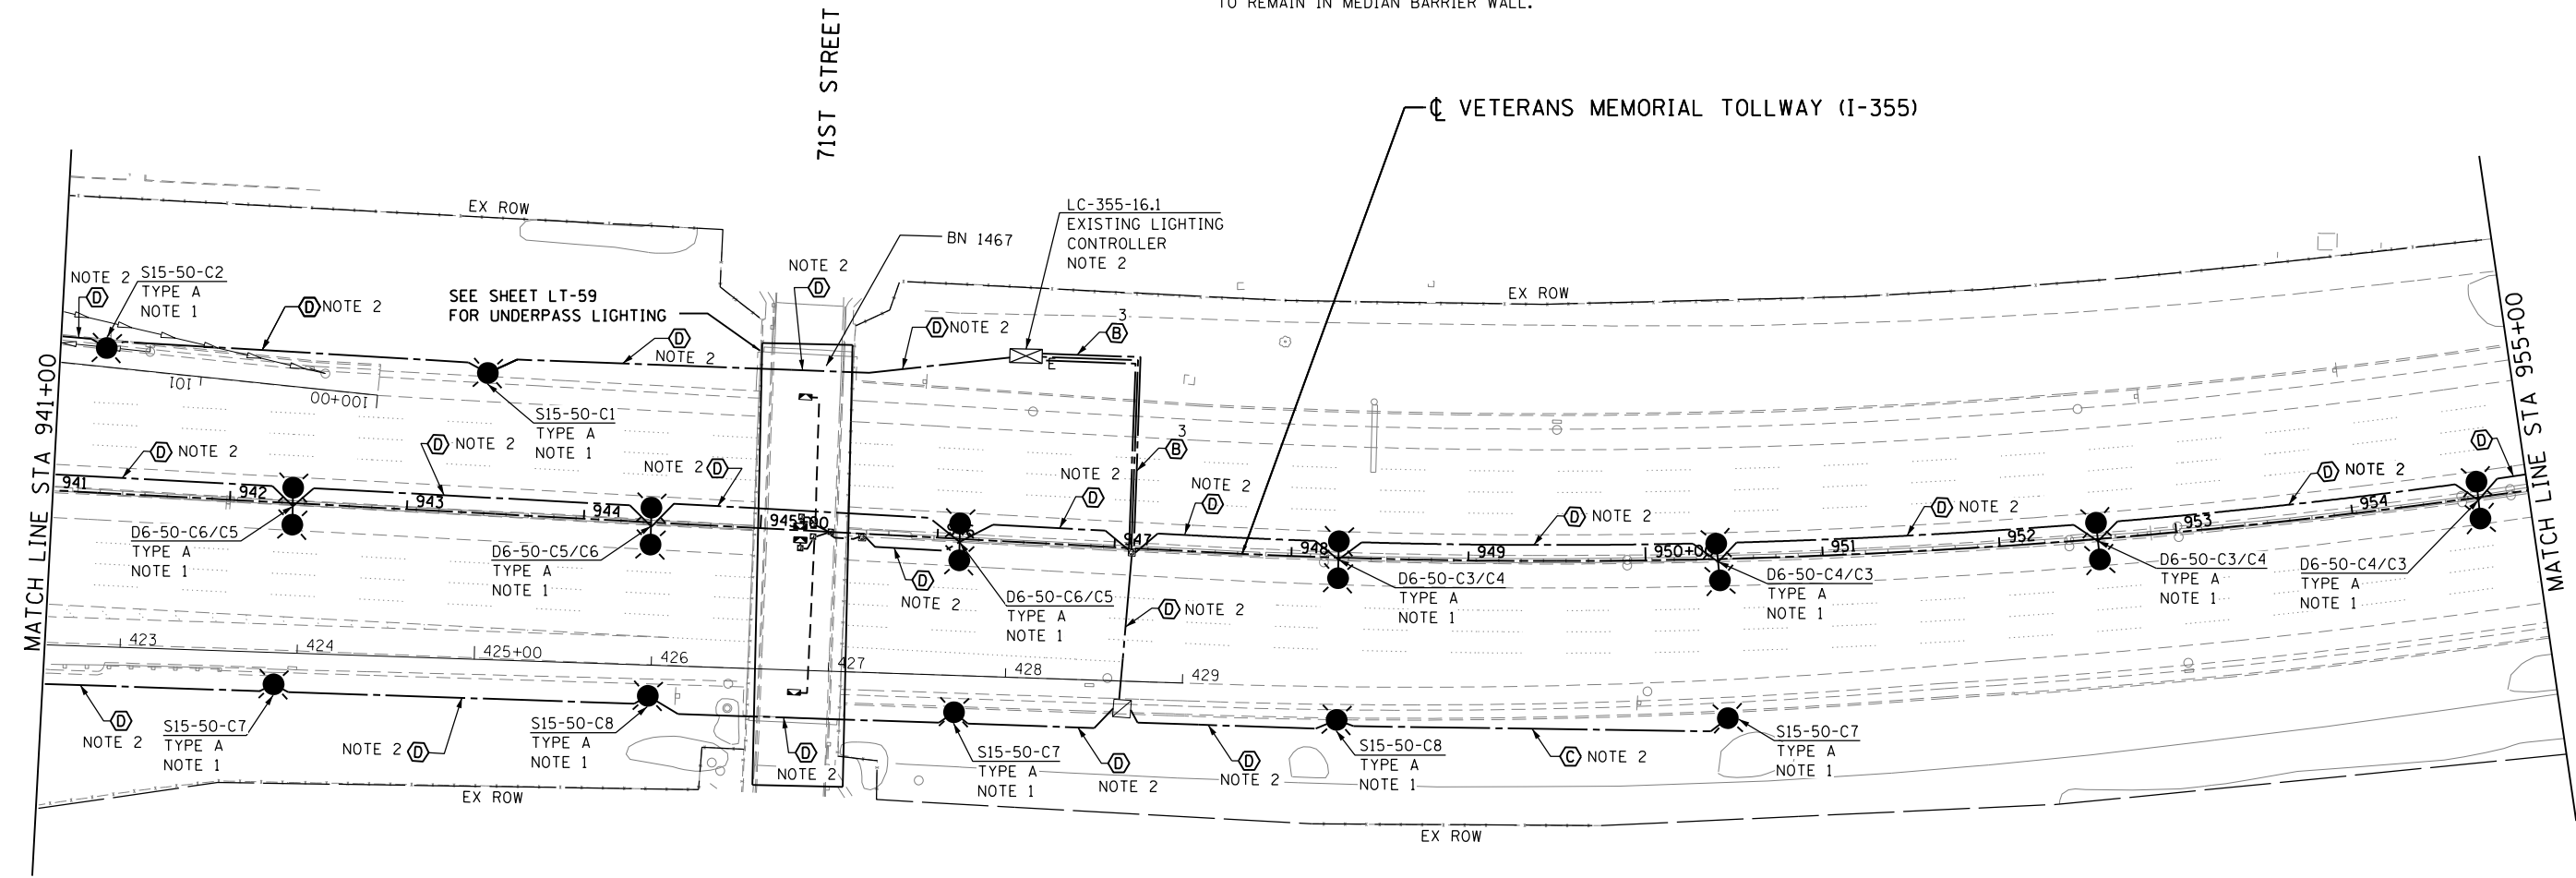 TO REMAIN IN MEDIAN BARRIER WALL.
71ST STREET
℄ VETERANS MEMORIAL TOLLWAY (I-355)
EX ROW
LC-355-16.1
EXISTING LIGHTING
CONTROLLER
NOTE 2
BN 1467
NOTE 2
D
NOTE 2
D
S15-50-C2
TYPE A
NOTE 1
D NOTE 2
SEE SHEET LT-59
FOR UNDERPASS LIGHTING
D
NOTE 2
D NOTE 2
3
B
E
EX ROW
MATCH LINE STA 941+00
MATCH LINE STA 955+00
101
100+00
S15-50-C1
TYPE A
NOTE 1
D NOTE 2
D NOTE 2
NOTE 2 D
NOTE 2
D
3
B
NOTE 2
D
D NOTE 2
D NOTE 2
D NOTE 2
D
941
942
943
944
945+00
947
948
949
950+0
951
952
953
954
D6-50-C6/C5
TYPE A
NOTE 1
D6-50-C5/C6
TYPE A
NOTE 1
D
NOTE 2
D6-50-C6/C5
TYPE A
NOTE 1
D NOTE 2
D6-50-C3/C4
TYPE A
NOTE 1
D6-50-C4/C3
TYPE A
NOTE 1
D6-50-C3/C4
TYPE A
NOTE 1
D6-50-C4/C3
TYPE A
NOTE 1
423
424
425+00
426
427
428
429
D
NOTE 2
S15-50-C7
TYPE A
NOTE 1
NOTE 2 D
S15-50-C8
TYPE A
NOTE 1
D
NOTE 2
S15-50-C7
TYPE A
NOTE 1
D
NOTE 2
D
NOTE 2
S15-50-C8
TYPE A
NOTE 1
C NOTE 2
S15-50-C7
TYPE A
NOTE 1
EX ROW
EX ROW